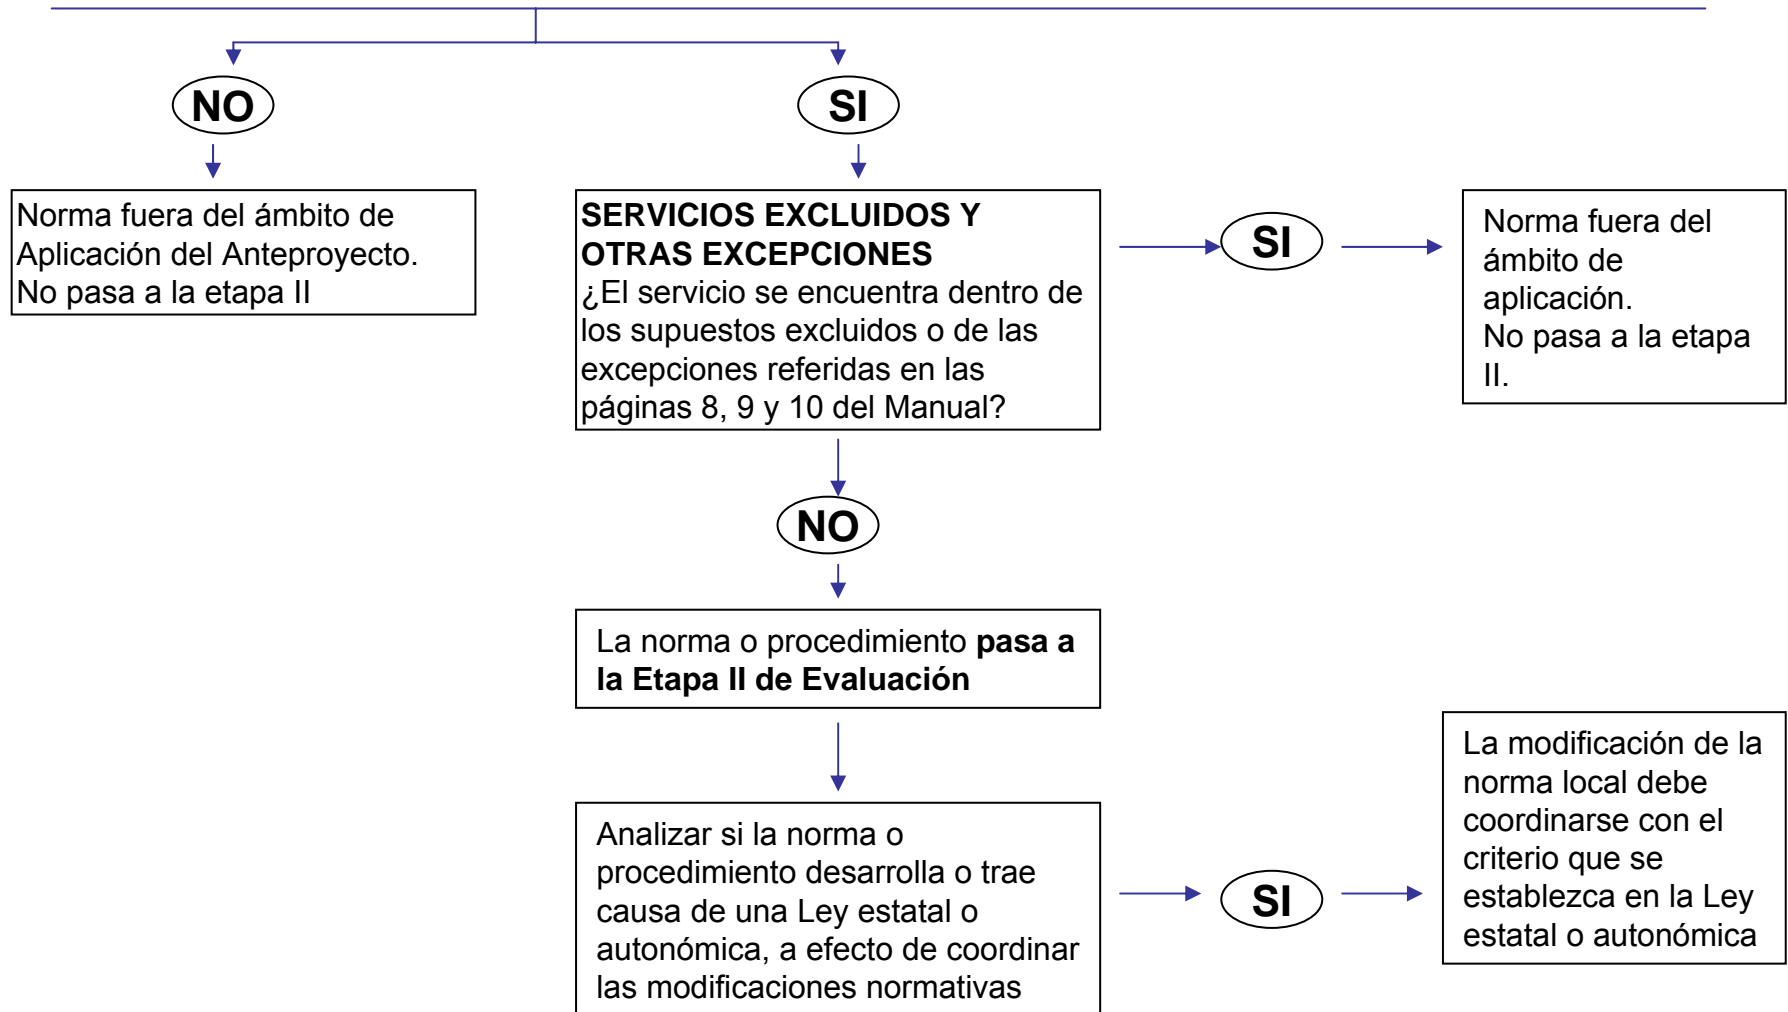 NO
SI
Norma fuera del ámbito de
Aplicación del Anteproyecto.
No pasa a la etapa II
SERVICIOS EXCLUIDOS Y
OTRAS EXCEPCIONES
¿El servicio se encuentra dentro de
los supuestos excluidos o de las
excepciones referidas en las
páginas 8, 9 y 10 del Manual?
SI
Norma fuera del
ámbito de
aplicación.
No pasa a la etapa
II.
NO
La norma o procedimiento pasa a
la Etapa II de Evaluación
Analizar si la norma o
procedimiento desarrolla o trae
causa de una Ley estatal o
autonómica, a efecto de coordinar
las modificaciones normativas
SI
La modificación de la
norma local debe
coordinarse con el
criterio que se
establezca en la Ley
estatal o autonómica